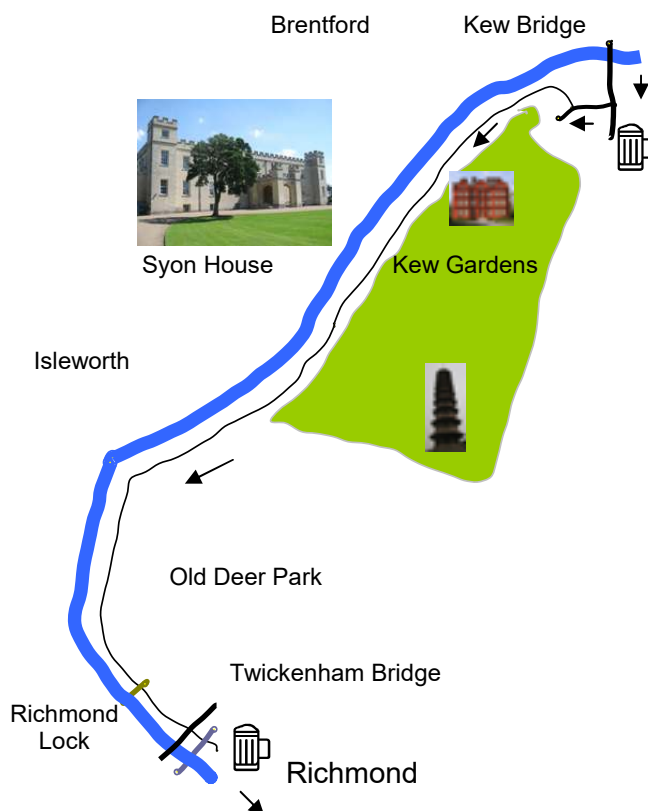 Brentford
Kew Bridge
Syon House
Kew Gardens
Isleworth
Old Deer Park
Twickenham Bridge
Richmond
Lock
Richmond